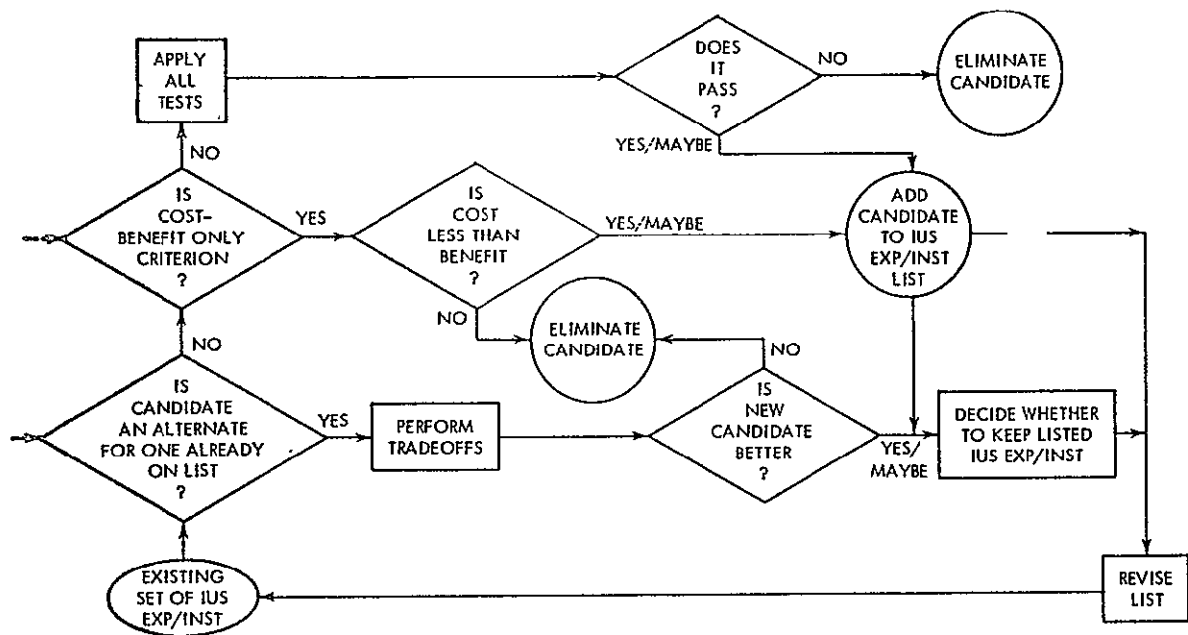 APPLY
ALL
TESTS
DOES
IT
PASS
?
NO
ELIMINATE
CANDIDATE
YES/MAYBE
NO
IS
COST-
BENEFIT ONLY
CRITERION
?
YES
IS
COST
LESS THAN
BENEFIT
?
YES/MAYBE
ADD
CANDIDATE
TO IUS
EXP/INST
LIST
NO
ELIMINATE
CANDIDATE
NO
NO
IS
CANDIDATE
AN ALTERNATE
FOR ONE ALREADY
ON LIST
?
YES
PERFORM
TRADEOFFS
IS
NEW
CANDIDATE
BETTER
?
YES/
MAYBE
DECIDE WHETHER
TO KEEP LISTED
IUS EXP/INST
EXISTING
SET OF IUS
EXP/INST
REVISE
LIST